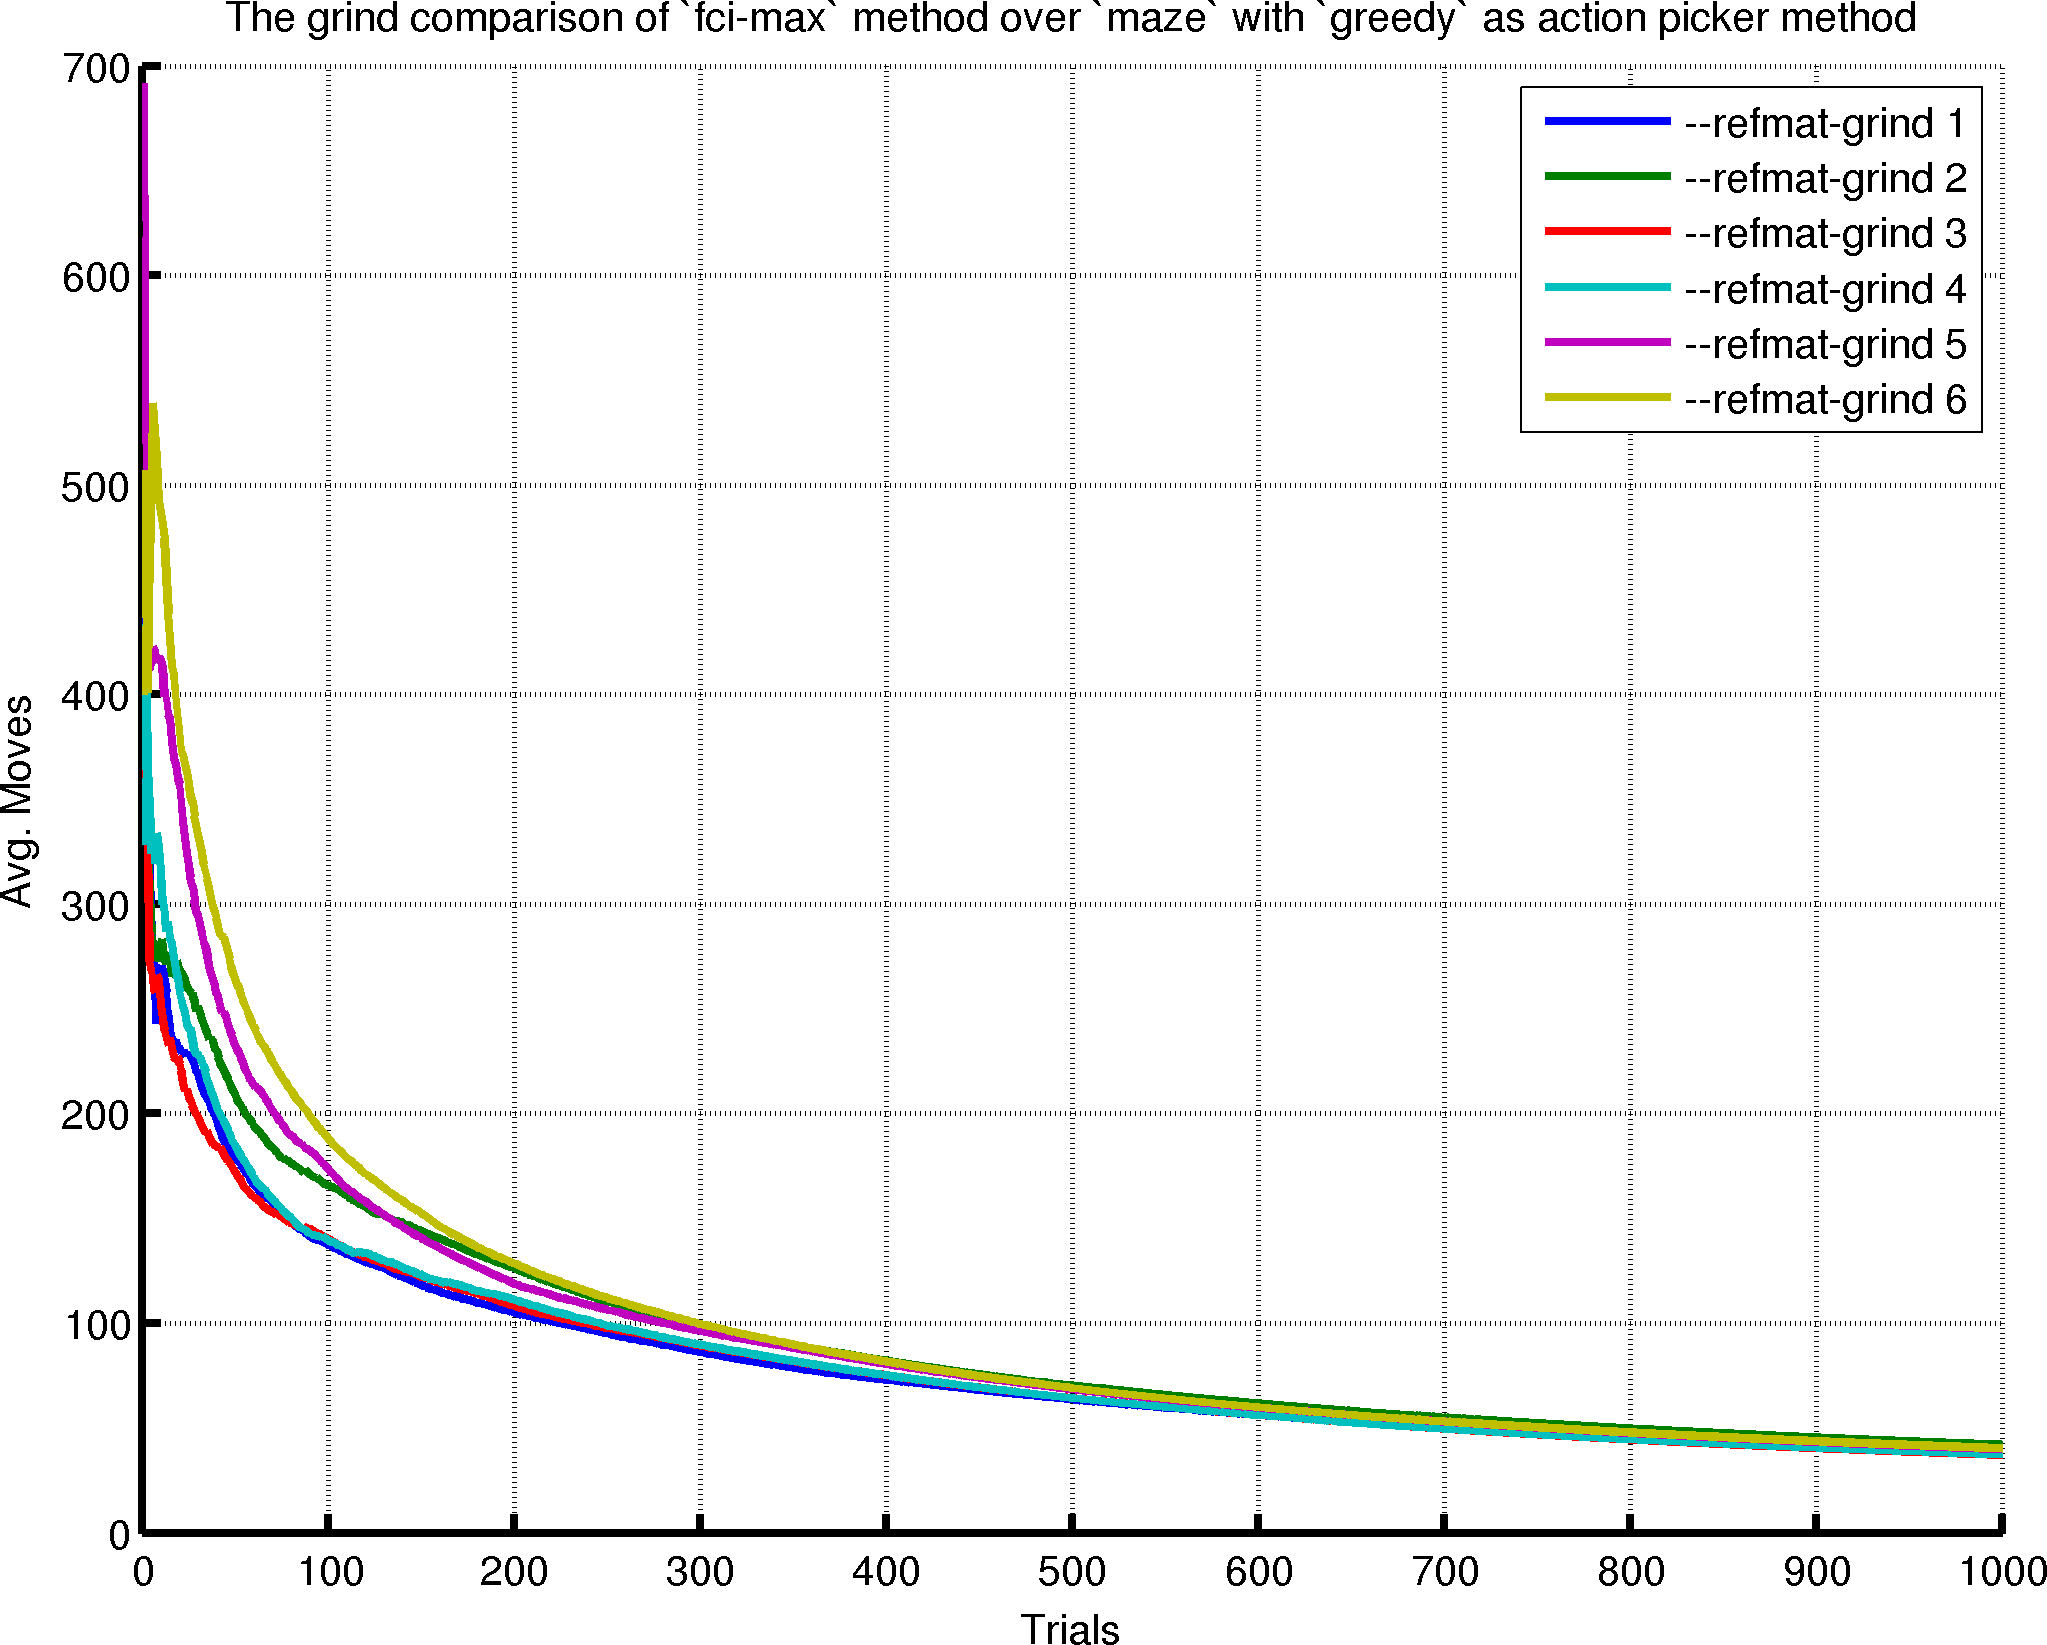 The grind comparison of `fci-max` method over `maze` with `greedy` as action picker method
700
600
500
400
300
200
100
0
Avg. Moves
0 100 200 300 400 500 600 700 800 900 1000
Trials
--refmat-grind 1
--refmat-grind 2
--refmat-grind 3
--refmat-grind 4
--refmat-grind 5
--refmat-grind 6